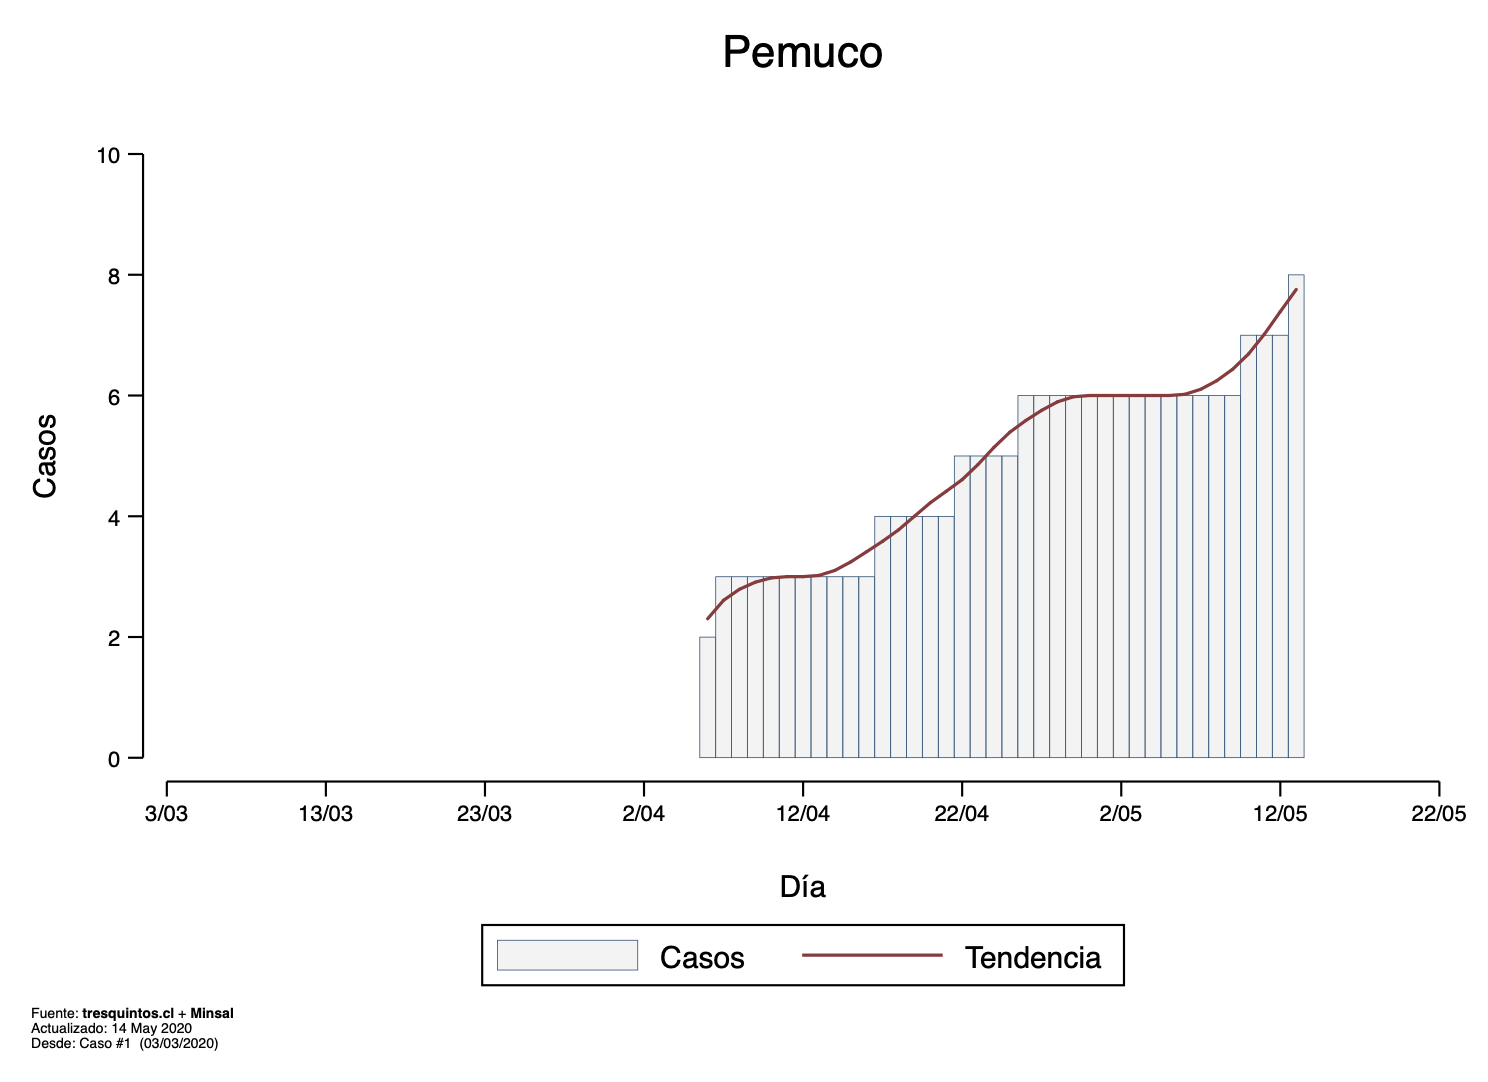 Pemuco
10
8
6
4
2
0
Casos
3/03 13/03 23/03 2/04 12/04 22/04 2/05 12/05 22/05
Día
Casos Tendencia
Fuente: tresquintos.cl + Minsal
Actualizado: 14 May 2020
Desde: Caso #1 (03/03/2020)